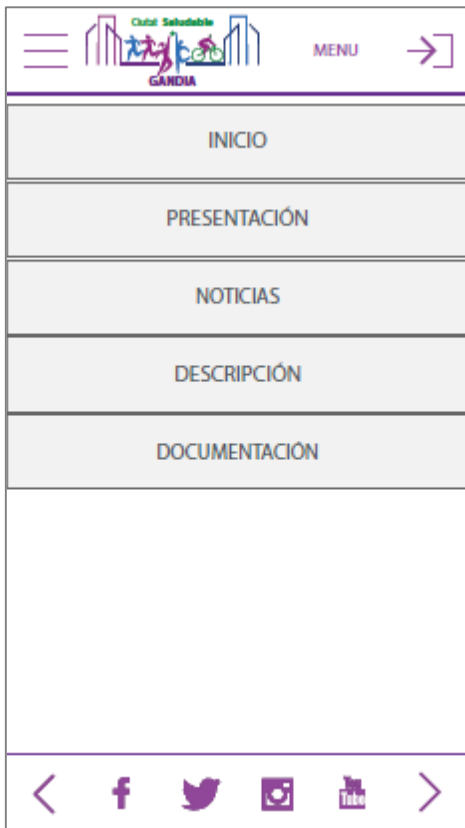 Ciutat Saludable
GANDIA
MENU
INICIO
PRESENTACIÓN
NOTICIAS
DESCRIPCIÓN
DOCUMENTACIÓN
You
Tube